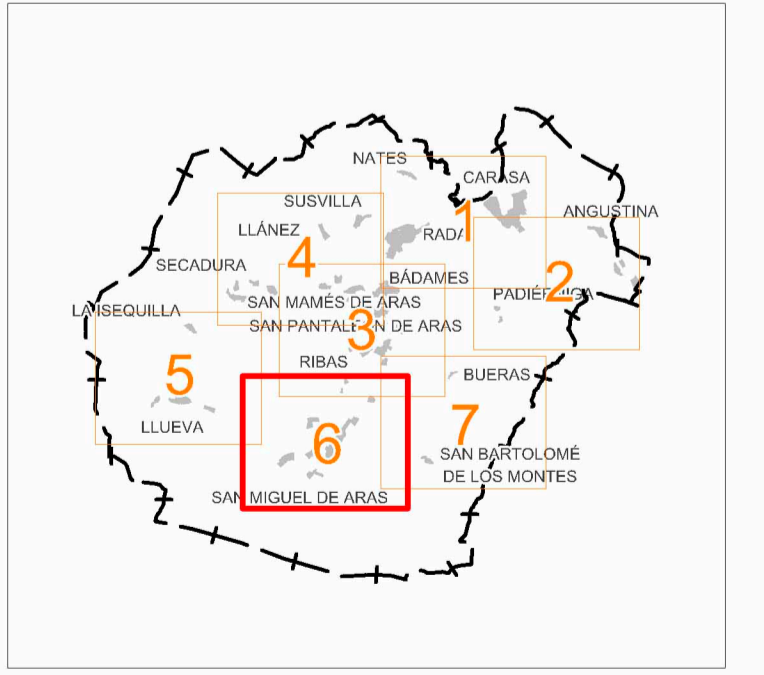 NATES
CARASA
SUSVILLA
ANGUSTINA
1
LLÁNEZ
RADA
4
SECADURA
BÁDAMES
2
PADIÉRNIGA
SAN MAMÉS DE ARAS
LA ISEQUILLA
SAN PANTALEÓN DE ARAS
3
RIBAS
5
BUERAS
LLUEVA
7
6
SAN BARTOLOMÉ
DE LOS MONTES
SAN MIGUEL DE ARAS